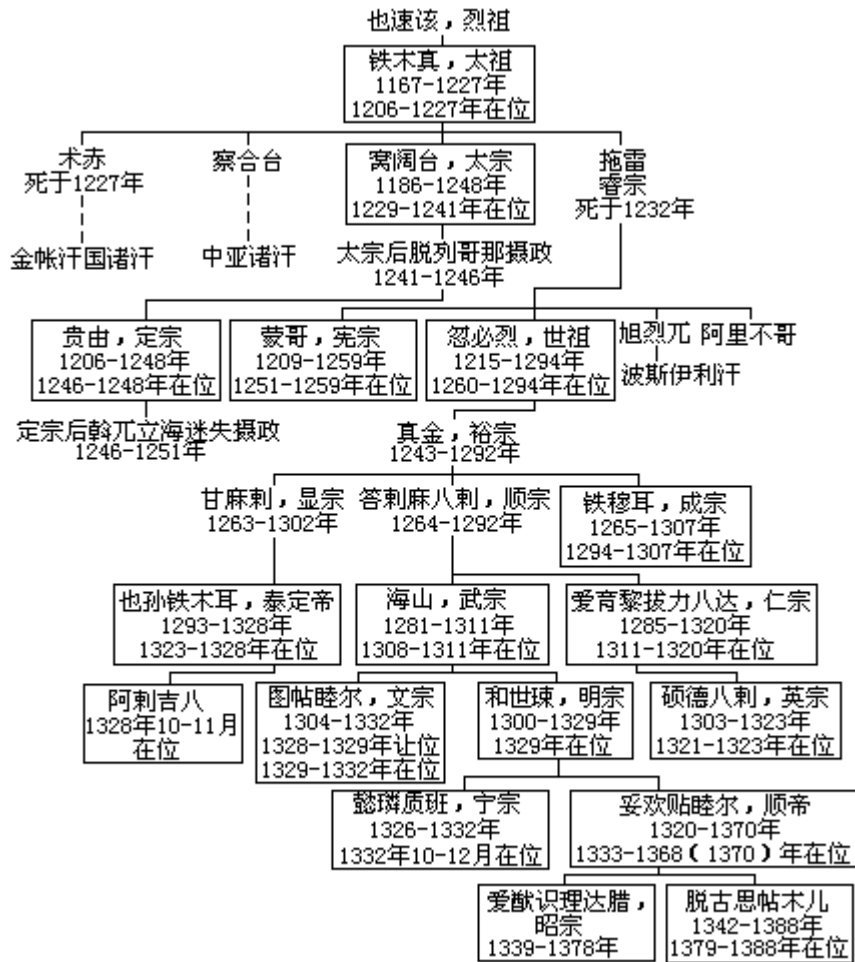 也速该，烈祖
铁木真，太祖
1167-1227年
1206-1227年在位
术赤
死于1227年
察合台
窝阔台，太宗
1186-1248年
1229-1241年在位
拖雷
睿宗
死于1232年
金帐汗国诸汗
中亚诸汗
太宗后脱列哥那摄政
1241-1246年
贵由，定宗
1206-1248年
1246-1248年在位
蒙哥，宪宗
1209-1259年
1251-1259年在位
忽必烈，世祖
1215-1294年
1260-1294年在位
旭烈兀
阿里不哥
波斯伊利汗
定宗后斡兀立海迷失摄政
1246-1251年
真金，裕宗
1243-1292年
甘麻剌，显宗
1263-1302年
答剌麻八剌，顺宗
1264-1292年
铁穆耳，成宗
1265-1307年
1294-1307年在位
也孙铁木耳，泰定帝
1293-1328年
1323-1328年在位
海山，武宗
1281-1311年
1308-1311年在位
爱育黎拔力八达，仁宗
1285-1320年
1311-1320年在位
阿剌吉八
1328年10-11月
在位
图帖睦尔，文宗
1304-1332年
1328-1329年让位
1329-1332年在位
和世㻋，明宗
1300-1329年
1329年在位
硕德八剌，英宗
1303-1323年
1321-1323年在位
懿璘质班，宁宗
1326-1332年
1332年10-12月在位
妥欢贴睦尔，顺帝
1320-1370年
1333-1368（1370）年在位
爱猷识理达腊，
昭宗
1339-1378年
脱古思帖木儿
1342-1388年
1379-1388年在位